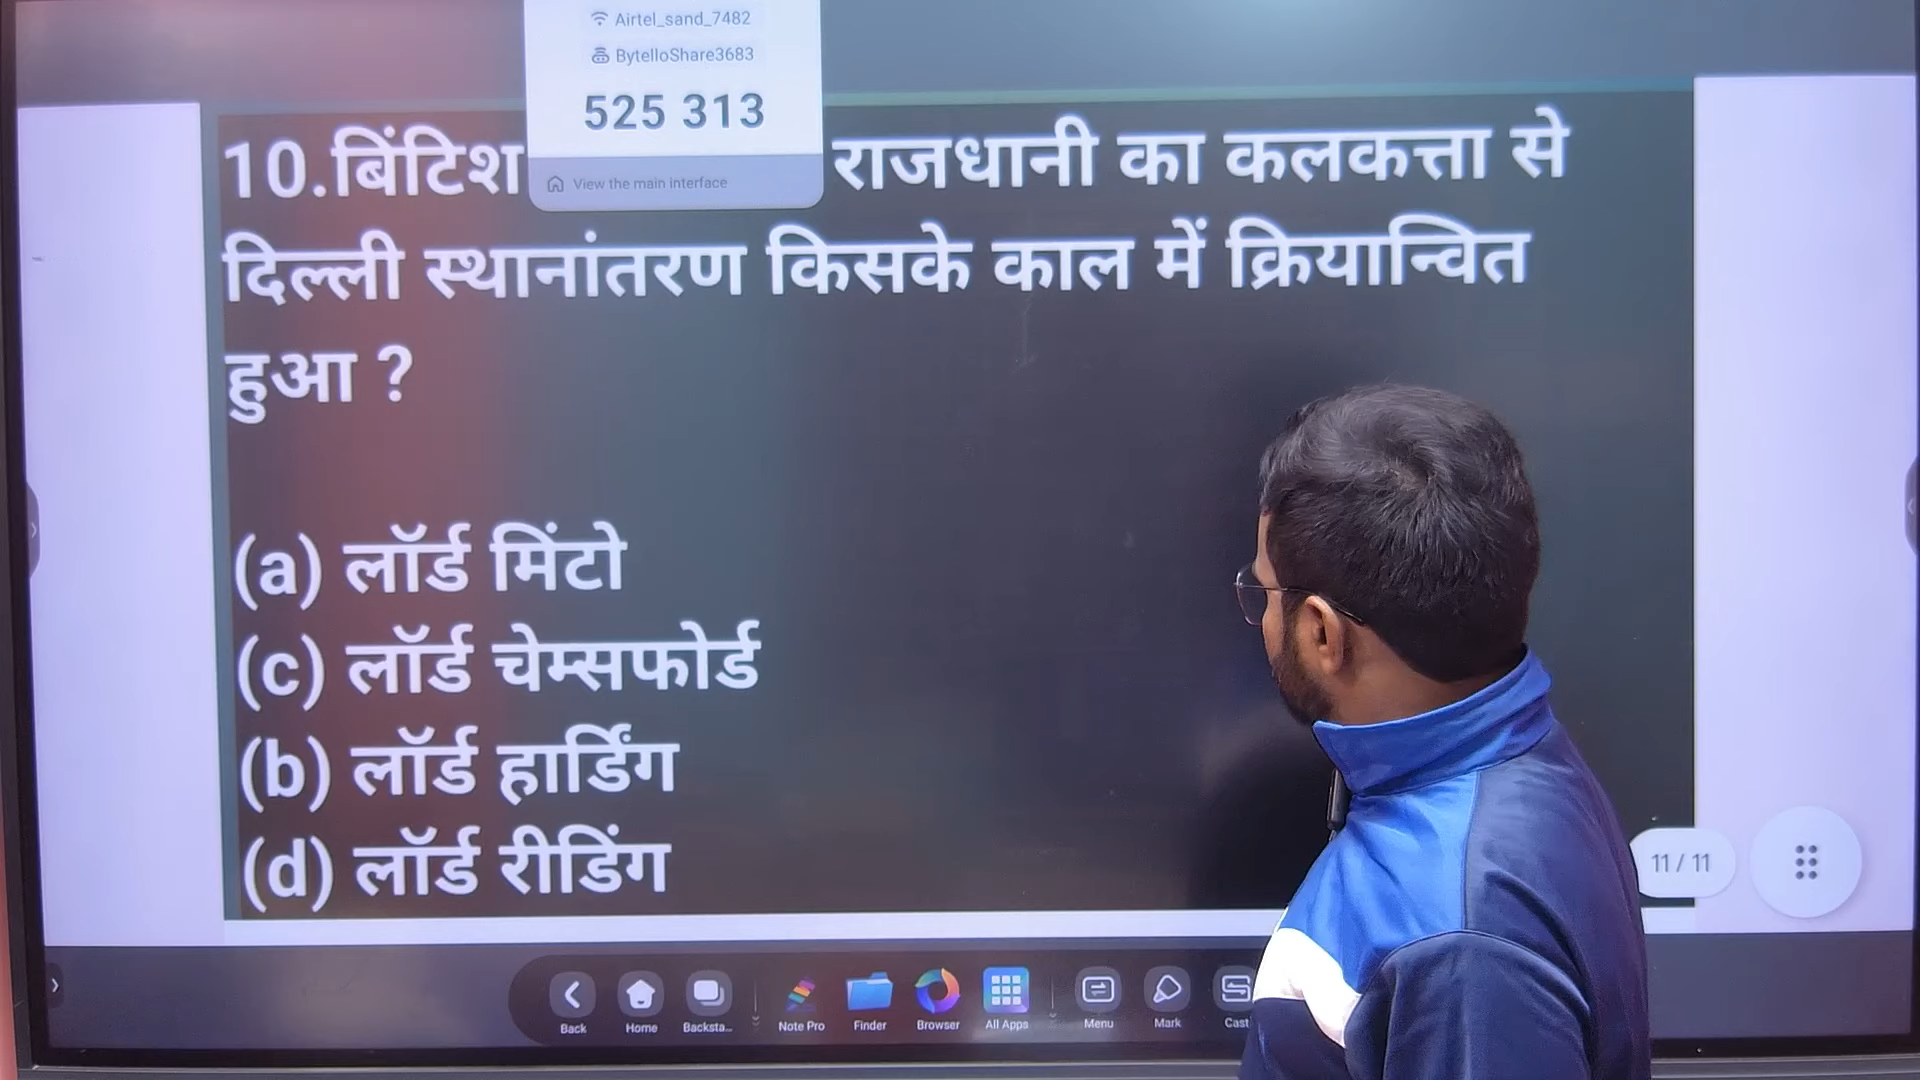 Airtel_sand_7482
BytelloShare3683
525 313
View the main interface
10.बिंटिश राजधानी का कलकत्ता से
दिल्ली स्थानांतरण किसके काल में क्रियान्वित
हुआ ?
(a) लॉर्ड मिंटो
(c) लॉर्ड चेम्सफोर्ड
(b) लॉर्ड हार्डिंग
(d) लॉर्ड रीडिंग
11 / 11
Back Home Backsta... Note Pro Finder Browser All Apps Menu Mark Cast